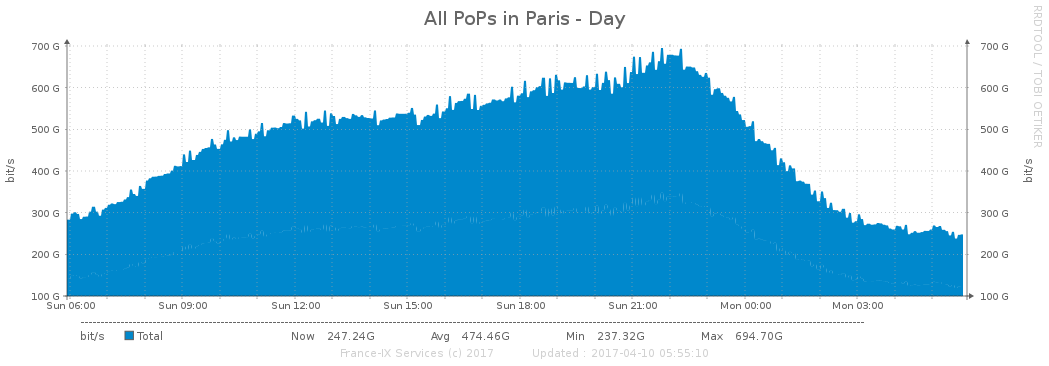 All PoPs in Paris - Day
RRDTOOL / TOBI OETIKER
bit/s
700 G
600 G
500 G
400 G
300 G
200 G
100 G
700 G
600 G
500 G
400 G
300 G
200 G
100 G
bit/s
Sun 06:00 Sun 09:00 Sun 12:00 Sun 15:00 Sun 18:00 Sun 21:00 Mon 00:00 Mon 03:00
bit/s Total Now 247.24G Avg 474.46G Min 237.32G Max 694.70G
France-IX Services (c) 2017 Updated : 2017-04-10 05:55:10